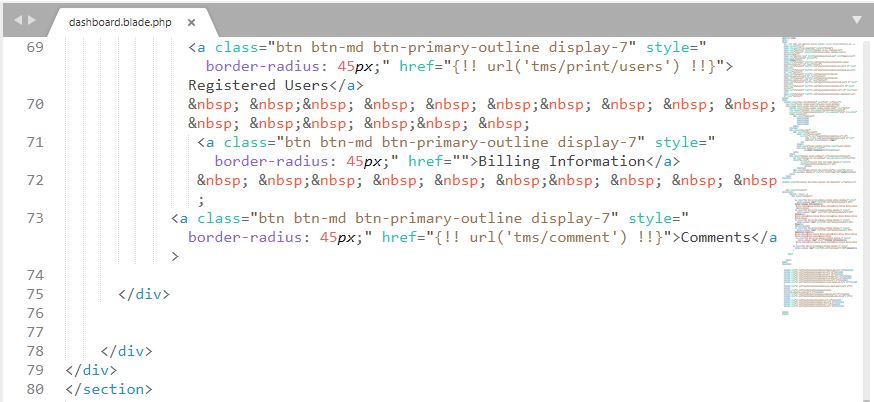 dashboard.blade.php ×
69 <a class="btn btn-md btn-primary-outline display-7" style="
border-radius: 45px;" href="{!! url('tms/print/users') !!}">
Registered Users</a>
70 &nbsp; &nbsp;&nbsp; &nbsp; &nbsp; &nbsp;&nbsp; &nbsp; &nbsp; &nbsp;
&nbsp; &nbsp;&nbsp; &nbsp;&nbsp; &nbsp;
71 <a class="btn btn-md btn-primary-outline display-7" style="
border-radius: 45px;" href="">Billing Information</a>
72 &nbsp; &nbsp;&nbsp; &nbsp; &nbsp; &nbsp;&nbsp; &nbsp; &nbsp; &nbsp
;
73 <a class="btn btn-md btn-primary-outline display-7" style="
border-radius: 45px;" href="{!! url('tms/comment') !!}">Comments</a
>
74
75 </div>
76
77
78 </div>
79 </div>
80 </section>